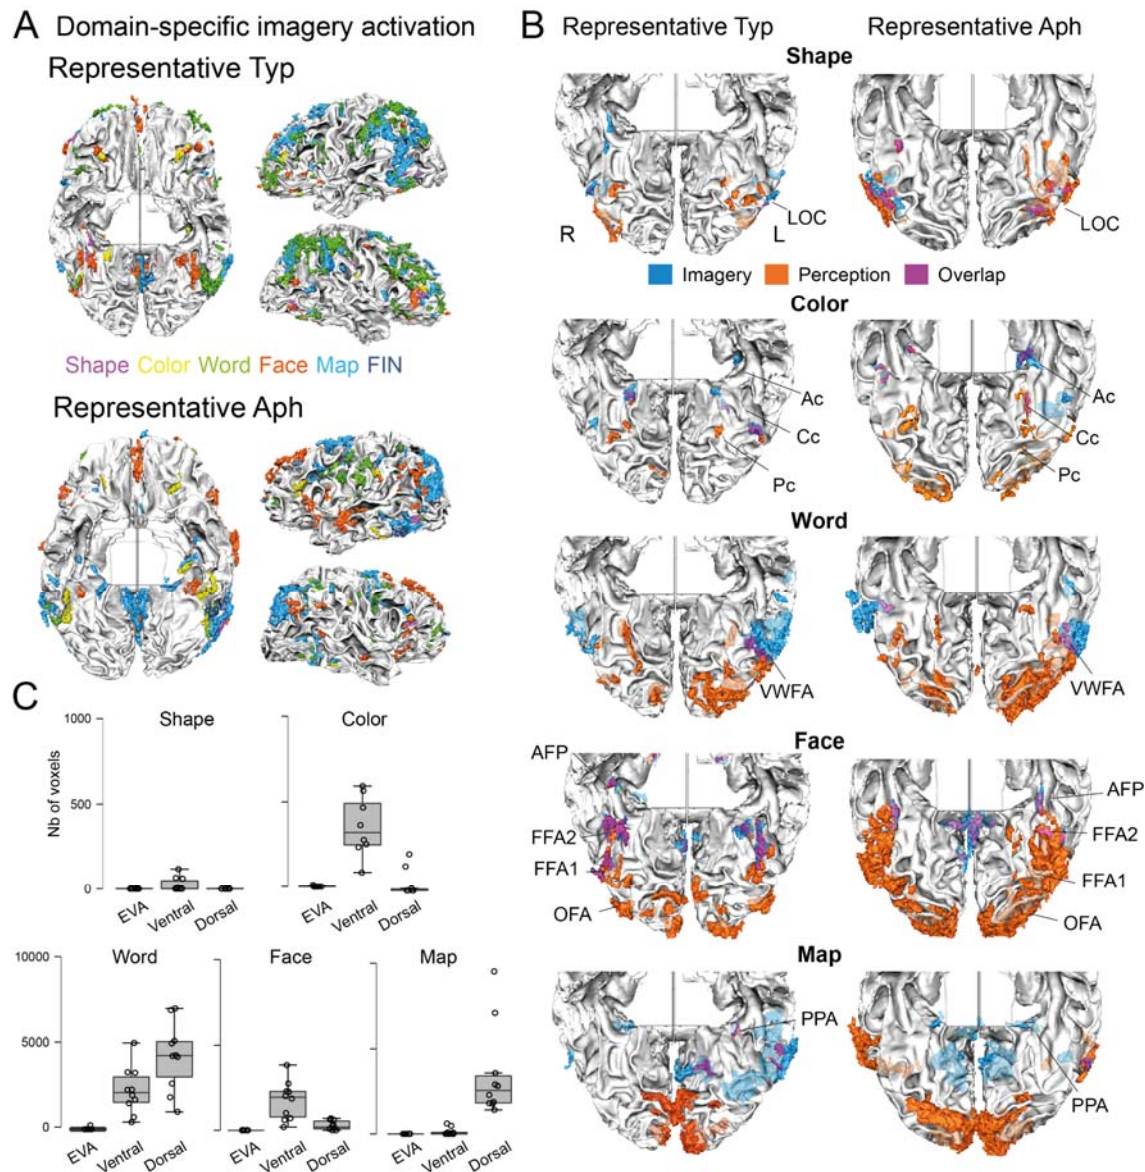 A Domain-specific imagery activation
Representative Typ
Shape Color Word Face Map FIN
Representative Aph
B Representative Typ Representative Aph
Shape
LOC
LOC
R
L
Imagery Perception Overlap
Color
Ac
Cc
Pc
Ac
Cc
Pc
Word
VWFA
VWFA
Face
AFP
FFA2
FFA1
OFA
AFP
FFA2
FFA1
OFA
Map
PPA
PPA
C
Shape
Color
Nb of voxels
1000
500
0
EVA Ventral Dorsal
EVA Ventral Dorsal
Word
Face
Map
10000
5000
0
EVA Ventral Dorsal
EVA Ventral Dorsal
EVA Ventral Dorsal